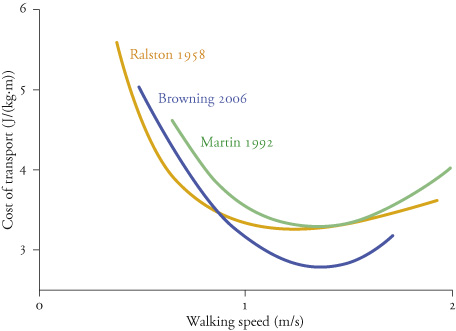 6
Ralston 1958
5
Browning 2006
Martin 1992
4
3
Cost of transport (J/(kg·m))
0
1
2
Walking speed (m/s)